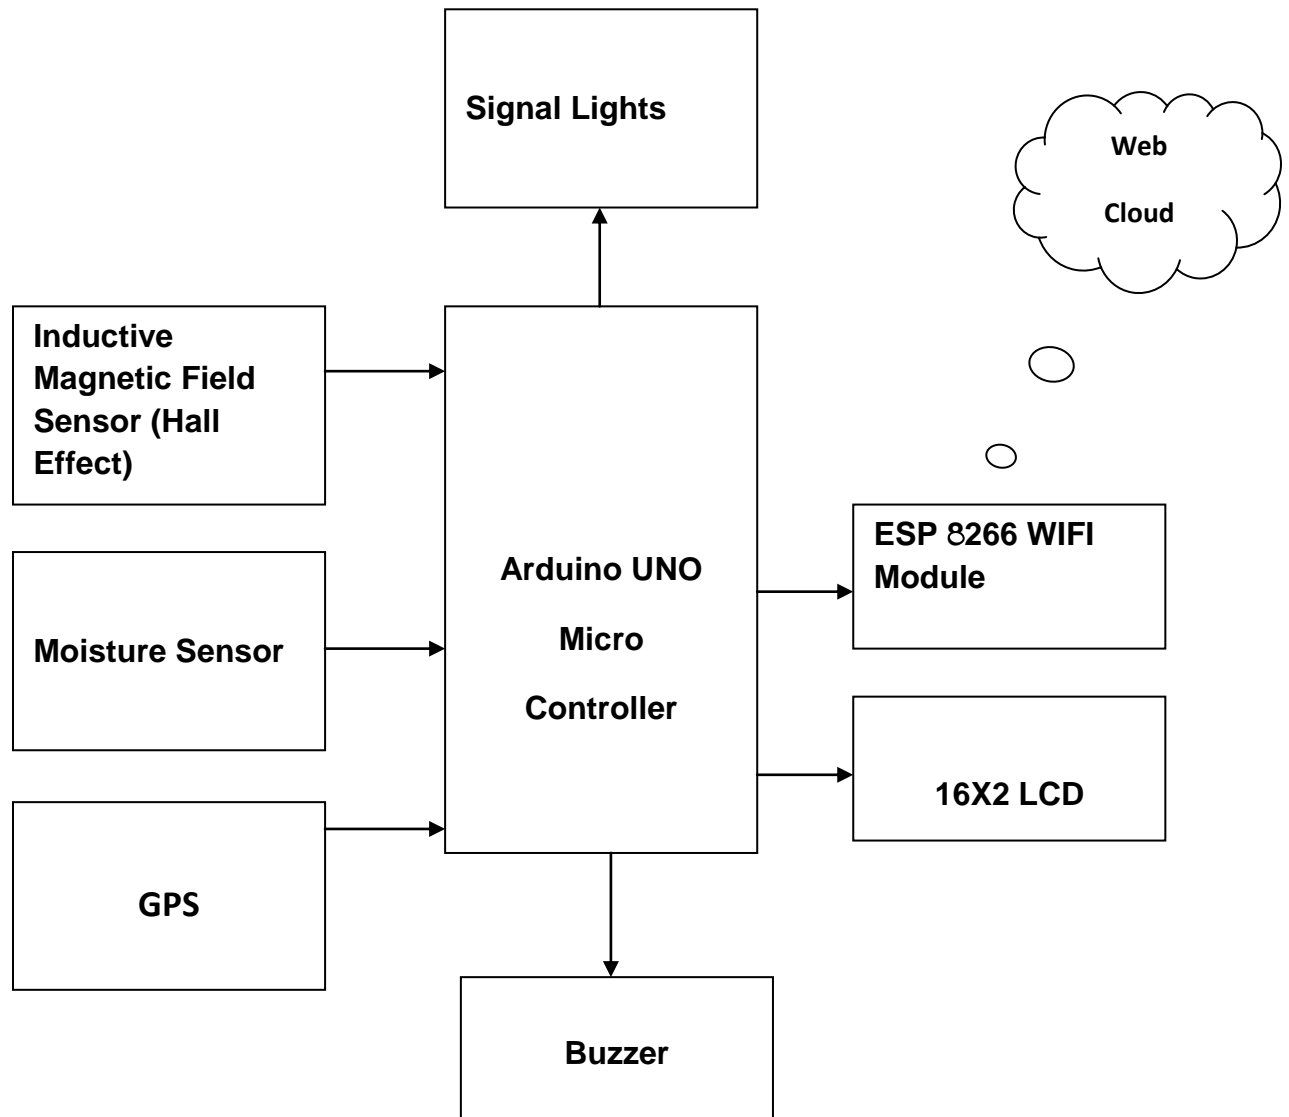 Signal Lights
Web
Cloud
Inductive
Magnetic Field
Sensor (Hall
Effect)
Arduino UNO
Micro
Controller
ESP 8266 WIFI
Module
Moisture Sensor
16X2 LCD
GPS
Buzzer